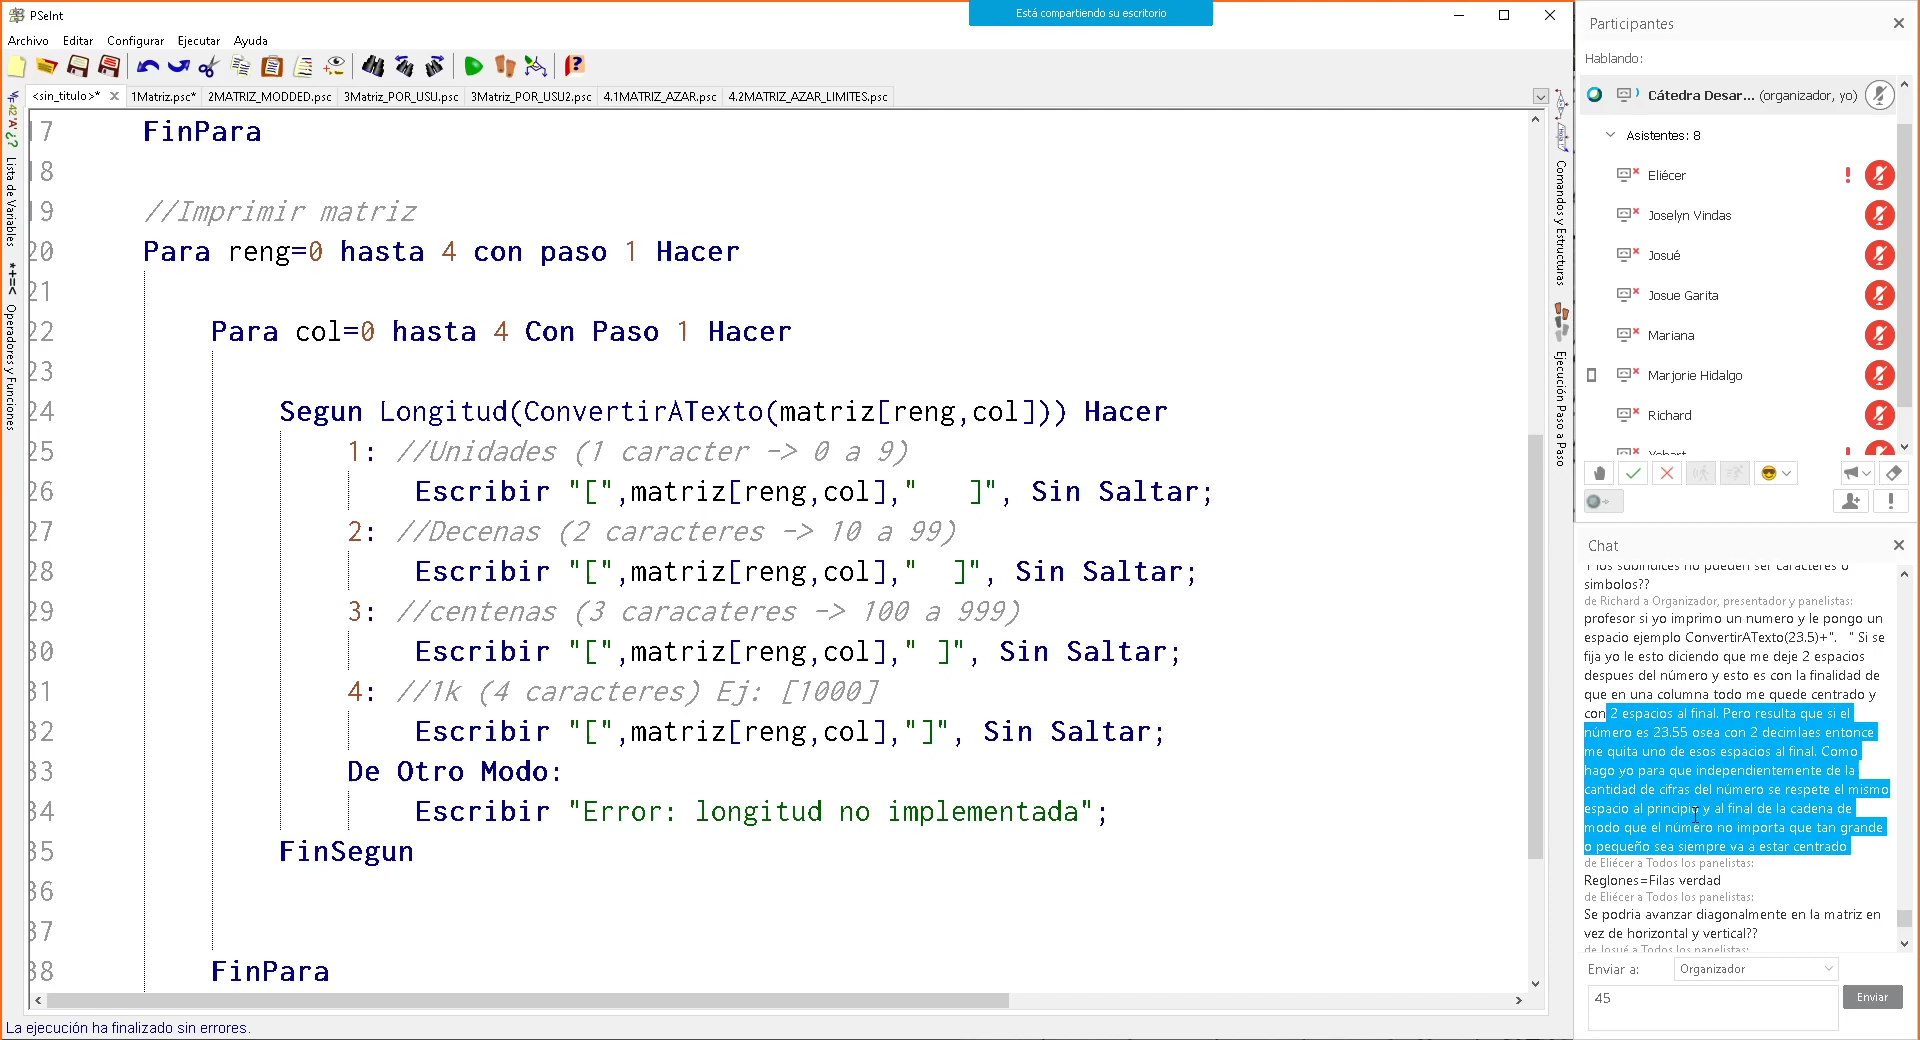 PSeInt
Está compartiendo su escritorio
Archivo Editar Configurar Ejecutar Ayuda
<sin_titulo>* 1Matriz.psc* 2MATRIZ_MODDED.psc 3Matriz_POR_USU.psc 3Matriz_POR_USU2.psc 4.1MATRIZ_AZAR.psc 4.2MATRIZ_AZAR_LIMITES.psc
Lista de Variables
*+=< Operadores y Funciones
17 FinPara
18
19 //Imprimir matriz
20 Para reng=0 hasta 4 con paso 1 Hacer
21
22 Para col=0 hasta 4 Con Paso 1 Hacer
23
24 Segun Longitud(ConvertirATexto(matriz[reng,col])) Hacer
25 1: //Unidades (1 caracter -> 0 a 9)
26 Escribir "[",matriz[reng,col],"   ]", Sin Saltar;
27 2: //Decenas (2 caracteres -> 10 a 99)
28 Escribir "[",matriz[reng,col],"  ]", Sin Saltar;
29 3: //centenas (3 caracateres -> 100 a 999)
30 Escribir "[",matriz[reng,col]," ]", Sin Saltar;
31 4: //1k (4 caracteres) Ej: [1000]
32 Escribir "[",matriz[reng,col],"]", Sin Saltar;
33 De Otro Modo:
34 Escribir "Error: longitud no implementada";
35 FinSegun
36
37
38 FinPara
La ejecución ha finalizado sin errores.
Comandos y Estructuras
Ejecución Paso a Paso
Participantes
Hablando:
Cátedra Desar... (organizador, yo)
Asistentes: 8
Eliécer
Joselyn Vindas
Josué
Josue Garita
Mariana
Marjorie Hidalgo
Richard
Chat
Y los subindices no pueden ser caracteres o
simbolos??
de Richard a Organizador, presentador y panelistas:
profesor si yo imprimo un numero y le pongo un
espacio ejemplo ConvertirATexto(23.5)+".   " Si se
fija yo le esto diciendo que me deje 2 espacios
despues del número y esto es con la finalidad de
que en una columna todo me quede centrado y
con 2 espacios al final. Pero resulta que si el
número es 23.55 osea con 2 decimlaes entonce
me quita uno de esos espacios al final. Como
hago yo para que independientemente de la
cantidad de cifras del número se respete el mismo
espacio al principio y al final de la cadena de
modo que el número no importa que tan grande
o pequeño sea siempre va a estar centrado
de Eliécer a Todos los panelistas:
Reglones=Filas verdad
de Eliécer a Todos los panelistas:
Se podria avanzar diagonalmente en la matriz en
vez de horizontal y vertical??
de Josué a Todos los panelistas:
Enviar a: Organizador
45
Enviar